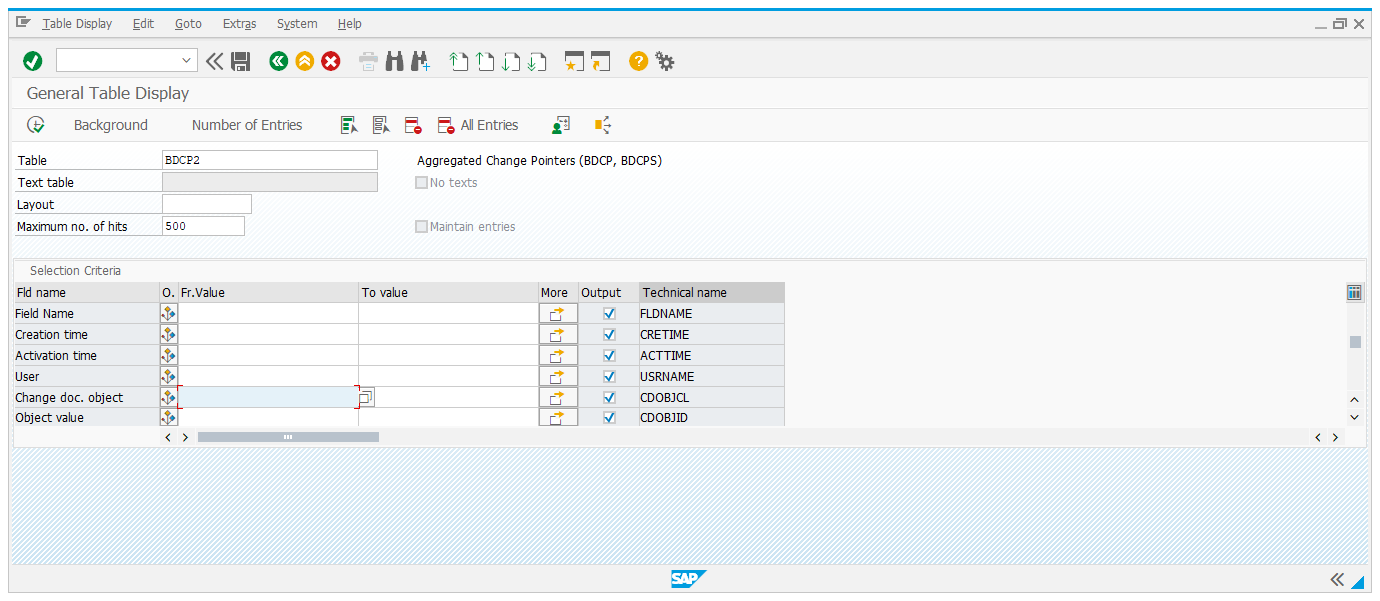 Table Display Edit Goto Extras System Help
General Table Display
Background Number of Entries All Entries
Table BDCP2 Aggregated Change Pointers (BDCP, BDCPS)
Text table No texts
Layout
Maximum no. of hits 500 Maintain entries
Selection Criteria
Fld name O. Fr.Value To value More Output Technical name
Field Name FLDNAME
Creation time CRETIME
Activation time ACTTIME
User USRNAME
Change doc. object CDOBJCL
Object value CDOBJID
SAP